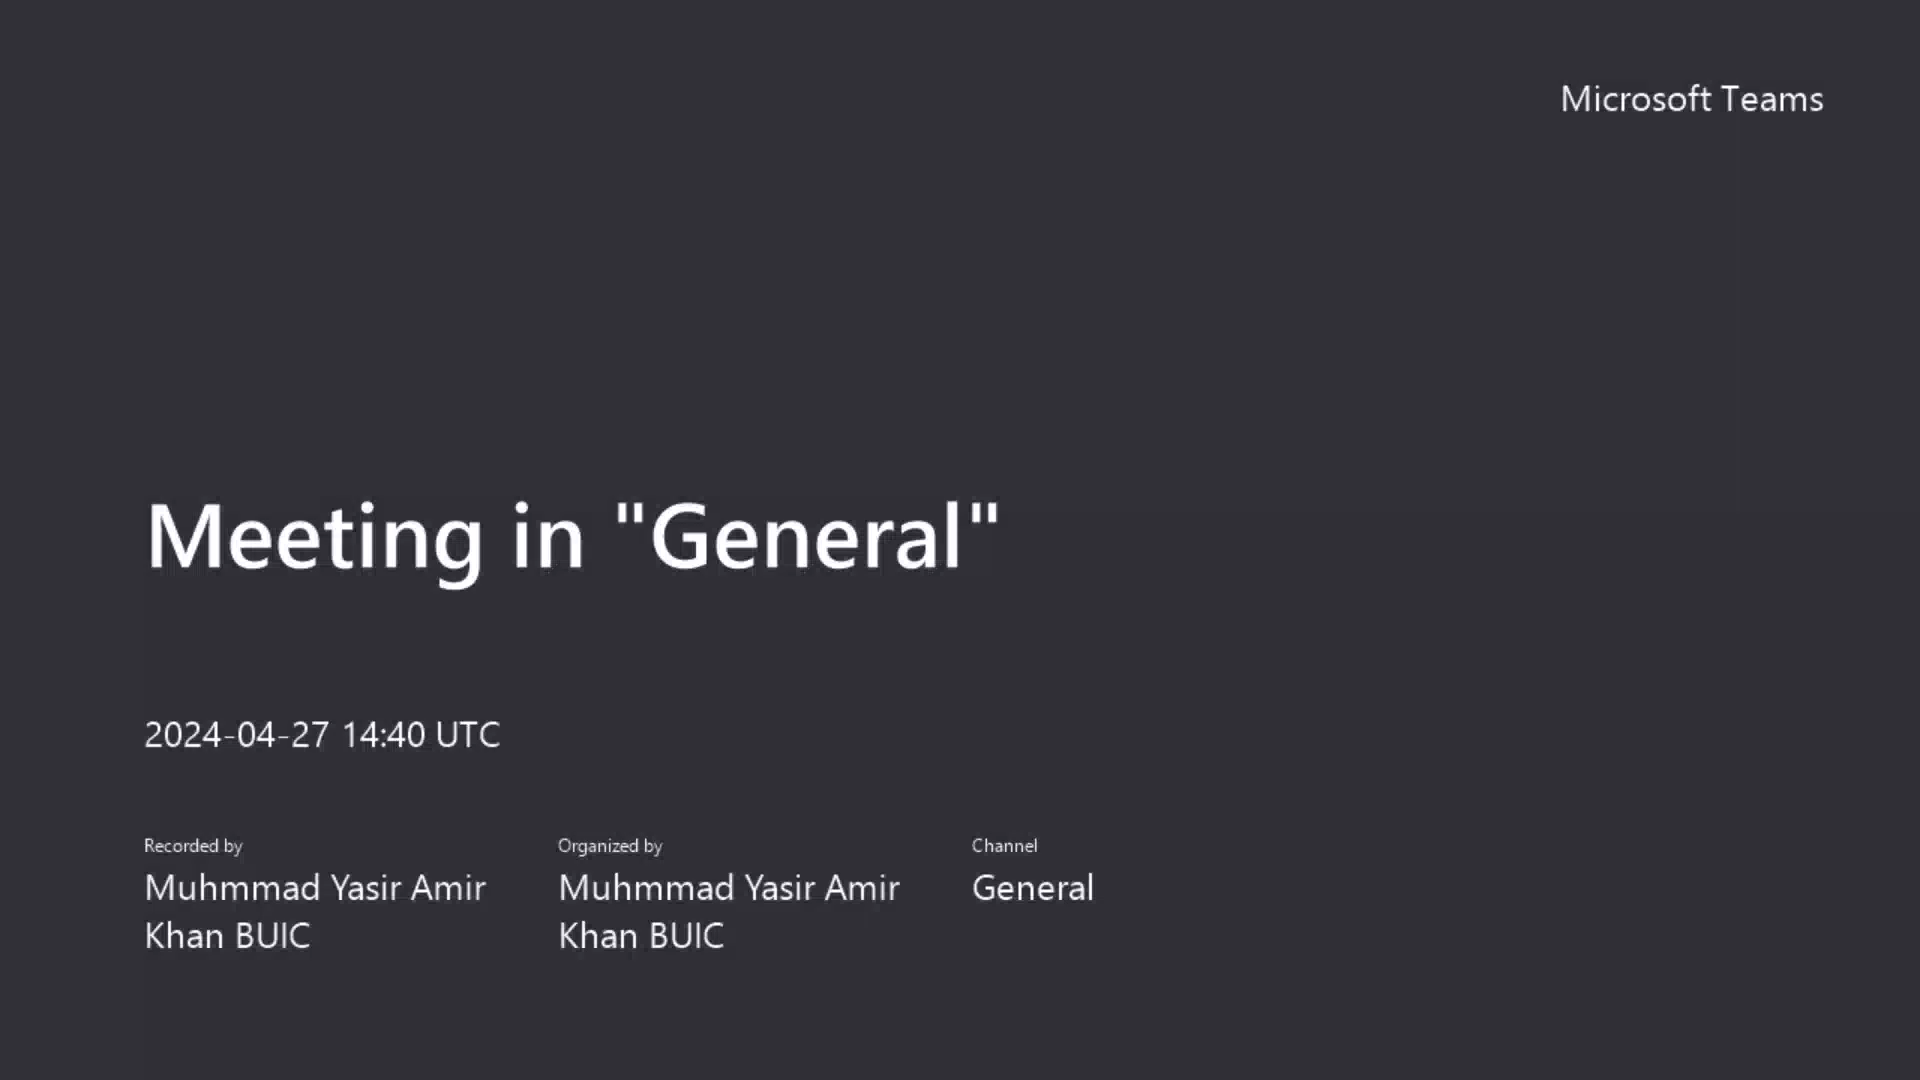 Microsoft Teams
Meeting in "General"
2024-04-27 14:40 UTC
Recorded by
Muhmmad Yasir Amir
Khan BUIC
Organized by
Muhmmad Yasir Amir
Khan BUIC
Channel
General